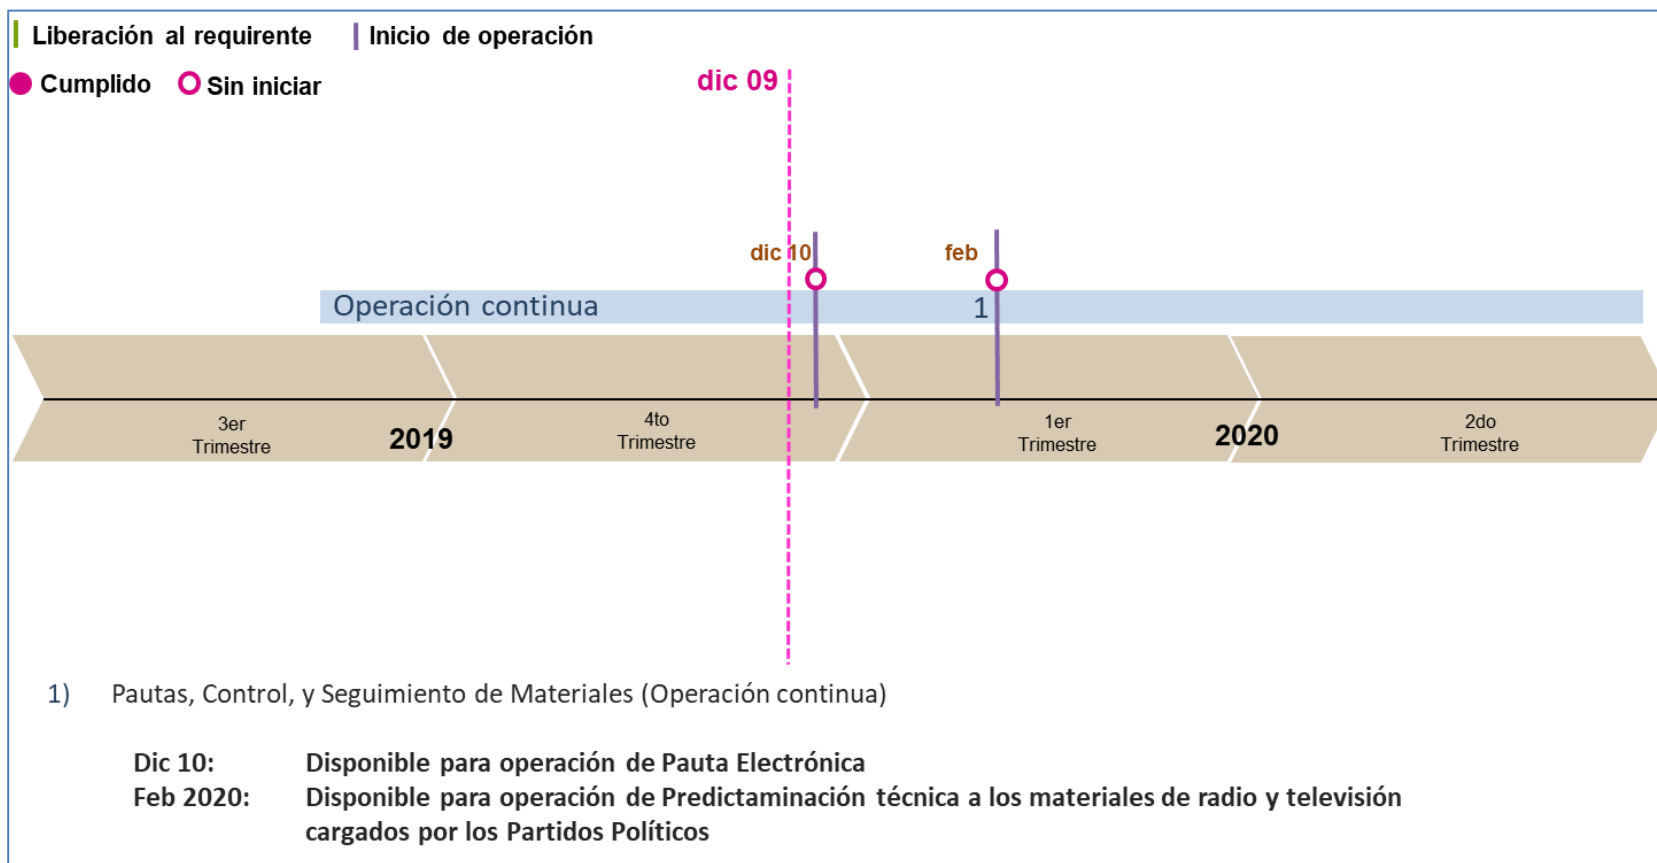 Liberación al requirente Inicio de operación
Cumplido Sin iniciar
dic 09
dic 10 feb
Operación continua 1
3er
Trimestre
2019
4to
Trimestre
1er
Trimestre
2020
2do
Trimestre
1) Pautas, Control, y Seguimiento de Materiales (Operación continua)
Dic 10: Disponible para operación de Pauta Electrónica
Feb 2020: Disponible para operación de Predictaminación técnica a los materiales de radio y televisión
cargados por los Partidos Políticos